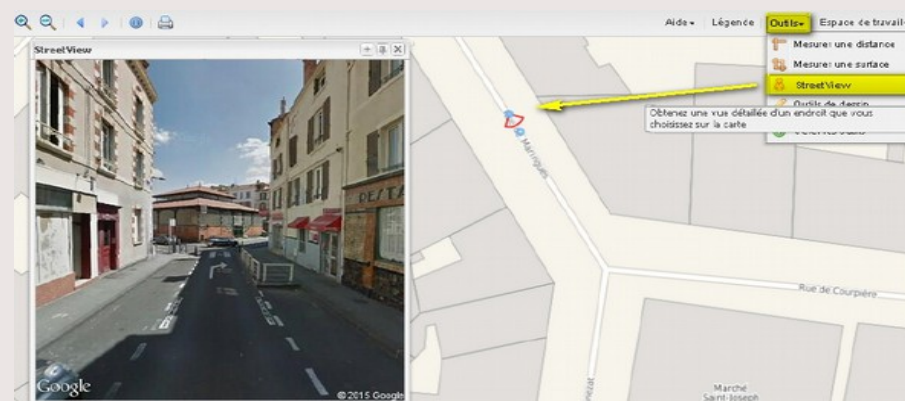 Aide
Légende
Outils
Espace de travail
StreetView
Mesurer une distance
Mesurer une surface
StreetView
Outils de dessin
Obtenez une vue détaillée d'un endroit que vous
choisissez sur la carte
Maringues
Rue de Courpière
Marché
Saint-Joseph
RESTA
Google
© 2015 Google